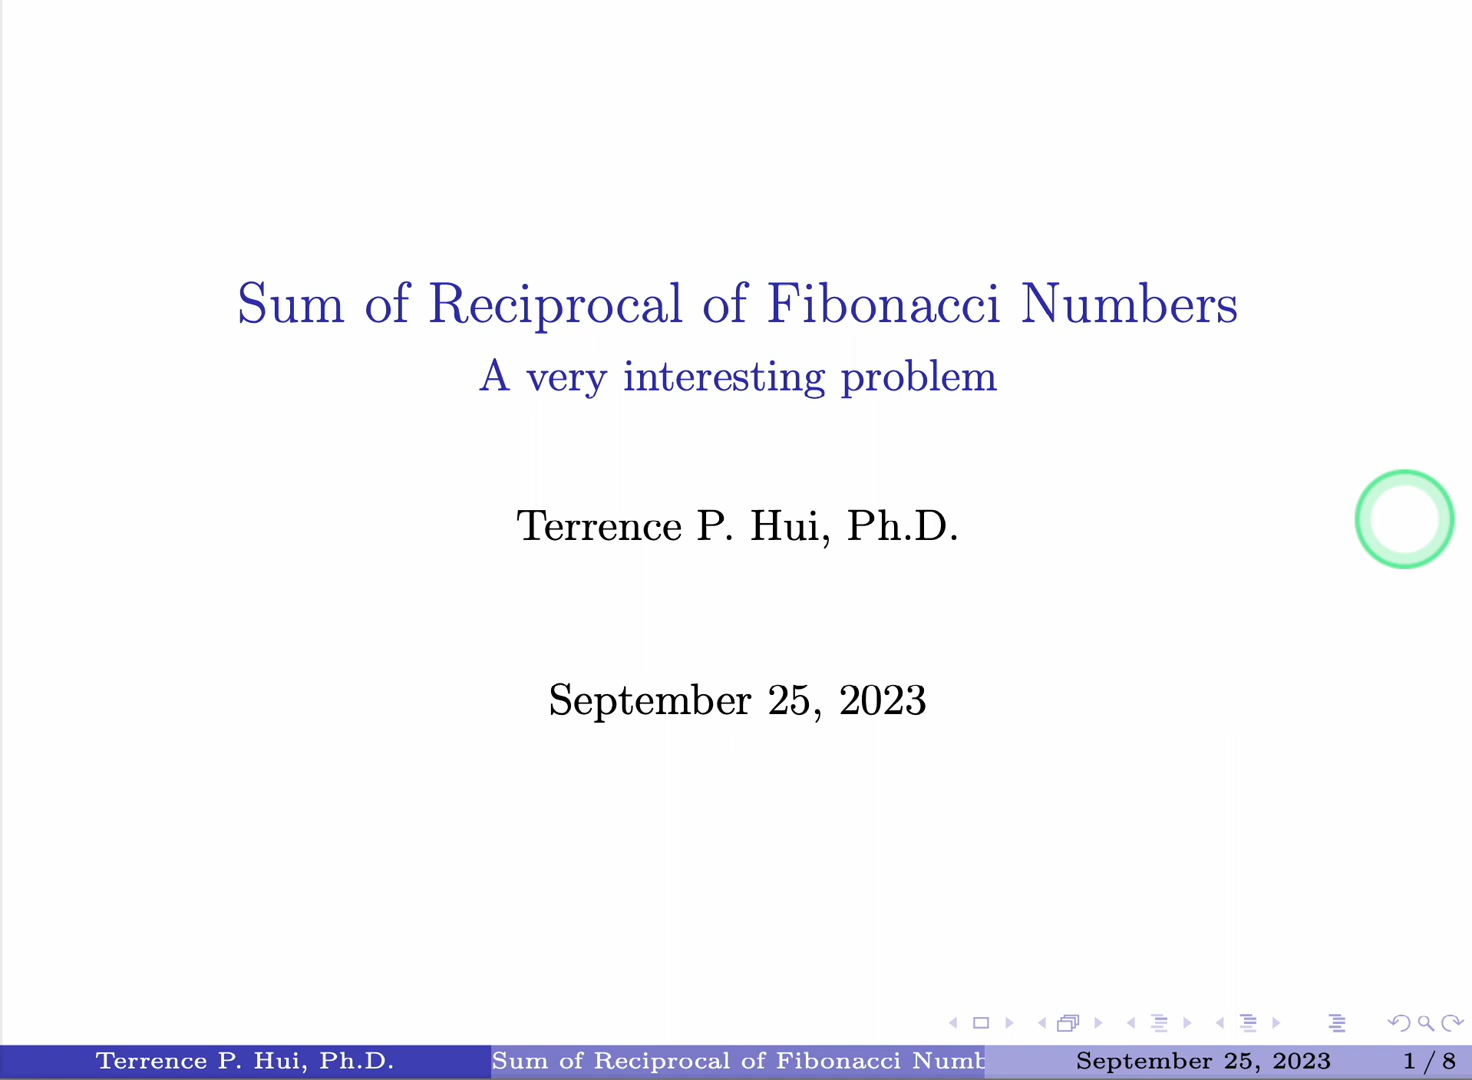 Sum of Reciprocal of Fibonacci Numbers
A very interesting problem
Terrence P. Hui, Ph.D.
September 25, 2023
Terrence P. Hui, Ph.D. Sum of Reciprocal of Fibonacci Numb September 25, 2023 1 / 8